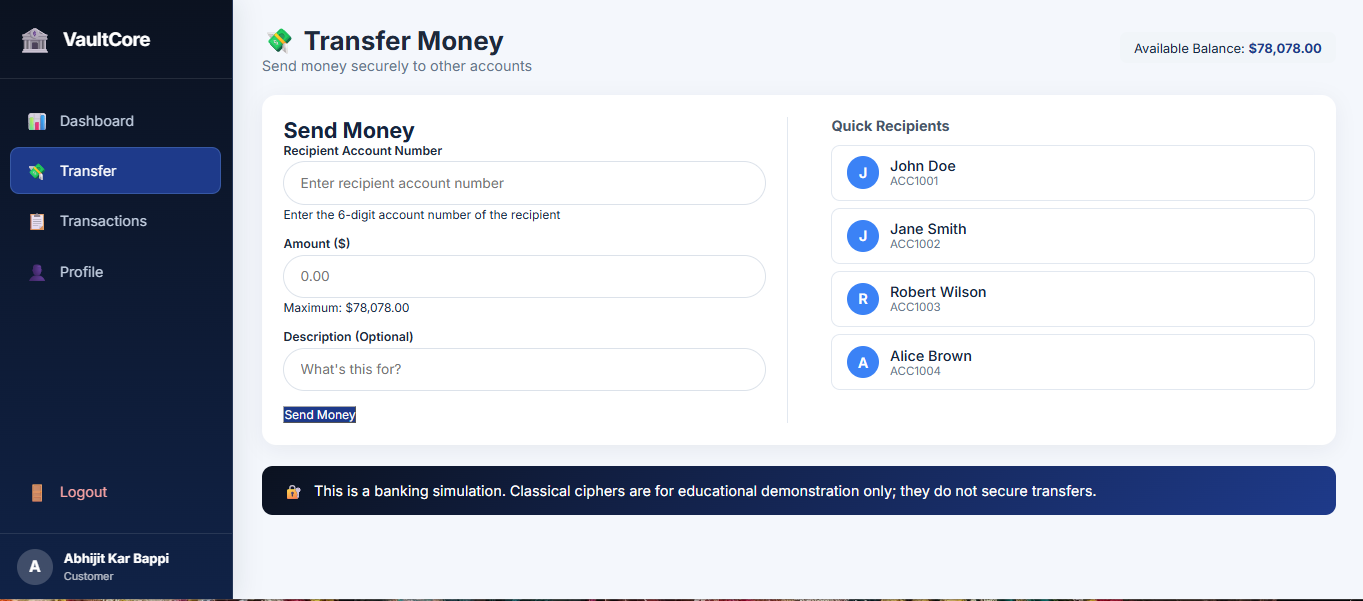 VaultCore
Dashboard
Transfer
Transactions
Profile
Logout
A
Abhijit Kar Bappi
Customer
Transfer Money
Send money securely to other accounts
Available Balance: $78,078.00
Send Money
Recipient Account Number
Enter recipient account number
Enter the 6-digit account number of the recipient
Amount ($)
0.00
Maximum: $78,078.00
Description (Optional)
What's this for?
Send Money
Quick Recipients
J
John Doe
ACC1001
J
Jane Smith
ACC1002
R
Robert Wilson
ACC1003
A
Alice Brown
ACC1004
This is a banking simulation. Classical ciphers are for educational demonstration only; they do not secure transfers.